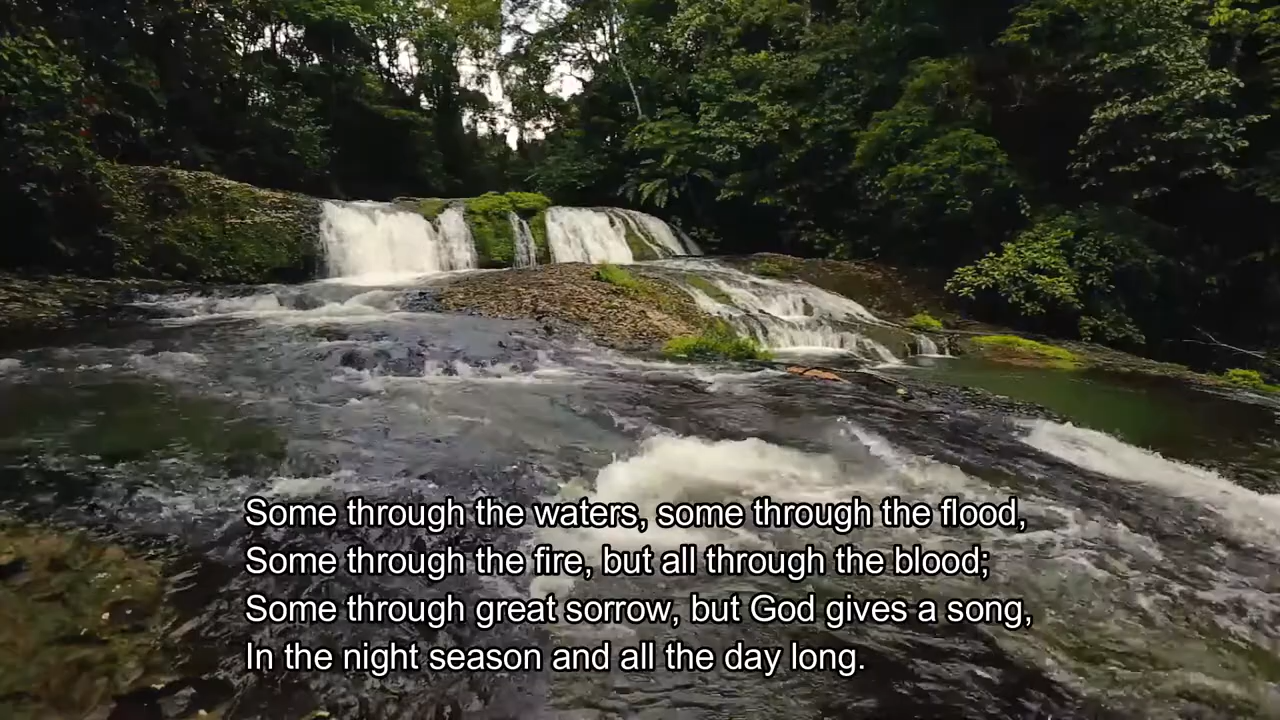 Some through the waters, some through the flood,
Some through the fire, but all through the blood;
Some through great sorrow, but God gives a song,
In the night season and all the day long.